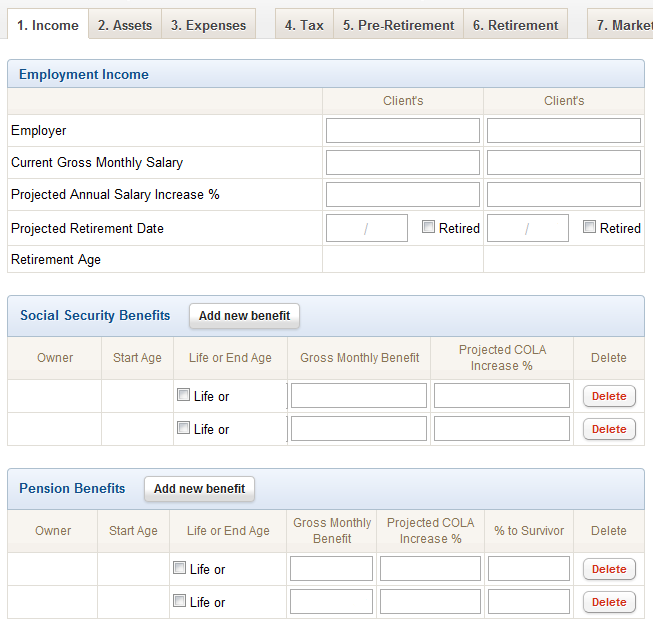 1. Income 2. Assets 3. Expenses 4. Tax 5. Pre-Retirement 6. Retirement 7. Market
Employment Income
Client's Client's
Employer
Current Gross Monthly Salary
Projected Annual Salary Increase %
Projected Retirement Date / Retired / Retired
Retirement Age
Social Security Benefits Add new benefit
Owner Start Age Life or End Age Gross Monthly Benefit Projected COLA Increase % Delete
Life or Delete
Life or Delete
Pension Benefits Add new benefit
Owner Start Age Life or End Age Gross Monthly Benefit Projected COLA Increase % % to Survivor Delete
Life or Delete
Life or Delete